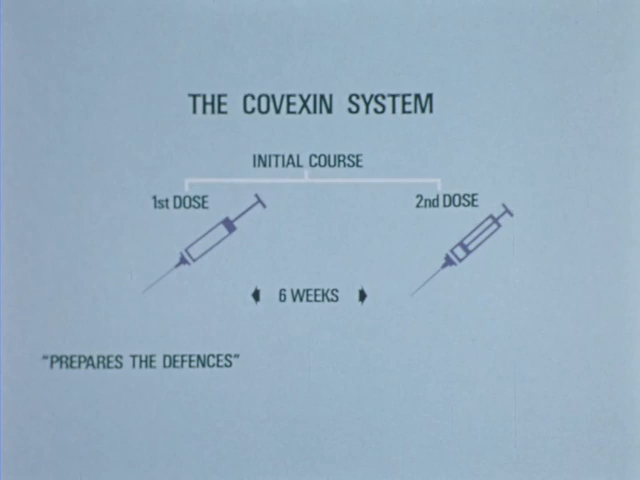 THE COVEXIN SYSTEM
INITIAL COURSE
1st DOSE 2nd DOSE
6 WEEKS
"PREPARES THE DEFENCES"